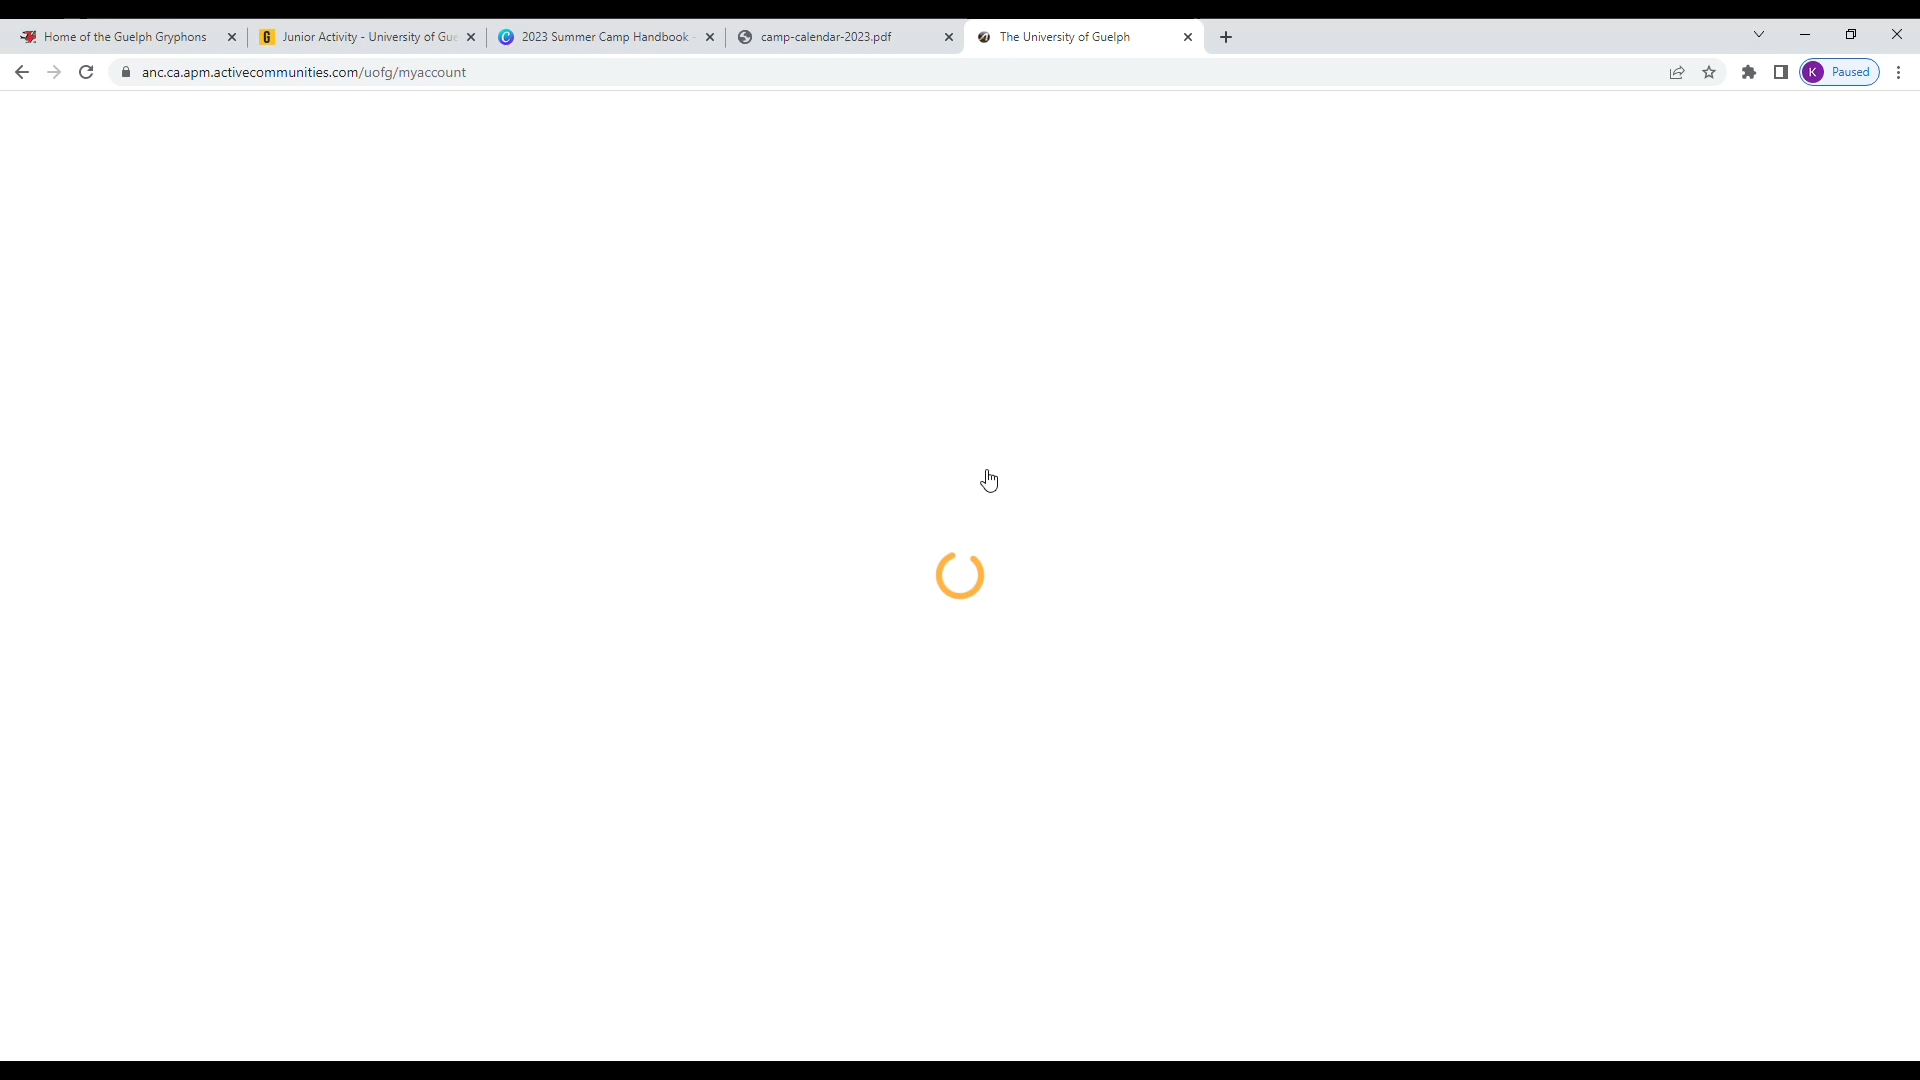 Home of the Guelph Gryphons
Junior Activity - University of Gue
2023 Summer Camp Handbook -
camp-calendar-2023.pdf
The University of Guelph
anc.ca.apm.activecommunities.com/uofg/myaccount
K Paused